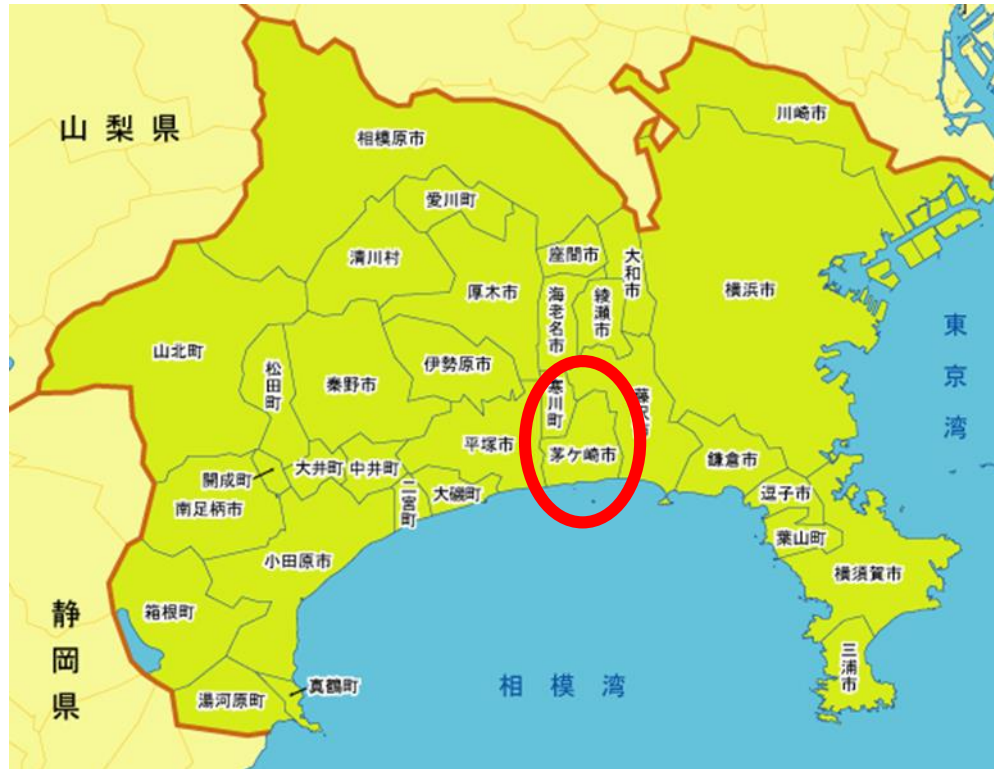 川崎市
山梨県
相模原市
愛川町
座間市
大和市
清川村
厚木市
海老名市
綾瀬市
横浜市
東京湾
山北町
松田町
秦野市
伊勢原市
寒川町
平塚市
茅ケ崎市
鎌倉市
開成町
大井町
中井町
二宮町
大磯町
逗子市
南足柄市
葉山町
小田原市
横須賀市
箱根町
静岡県
三浦市
湯河原町
真鶴町
相模湾